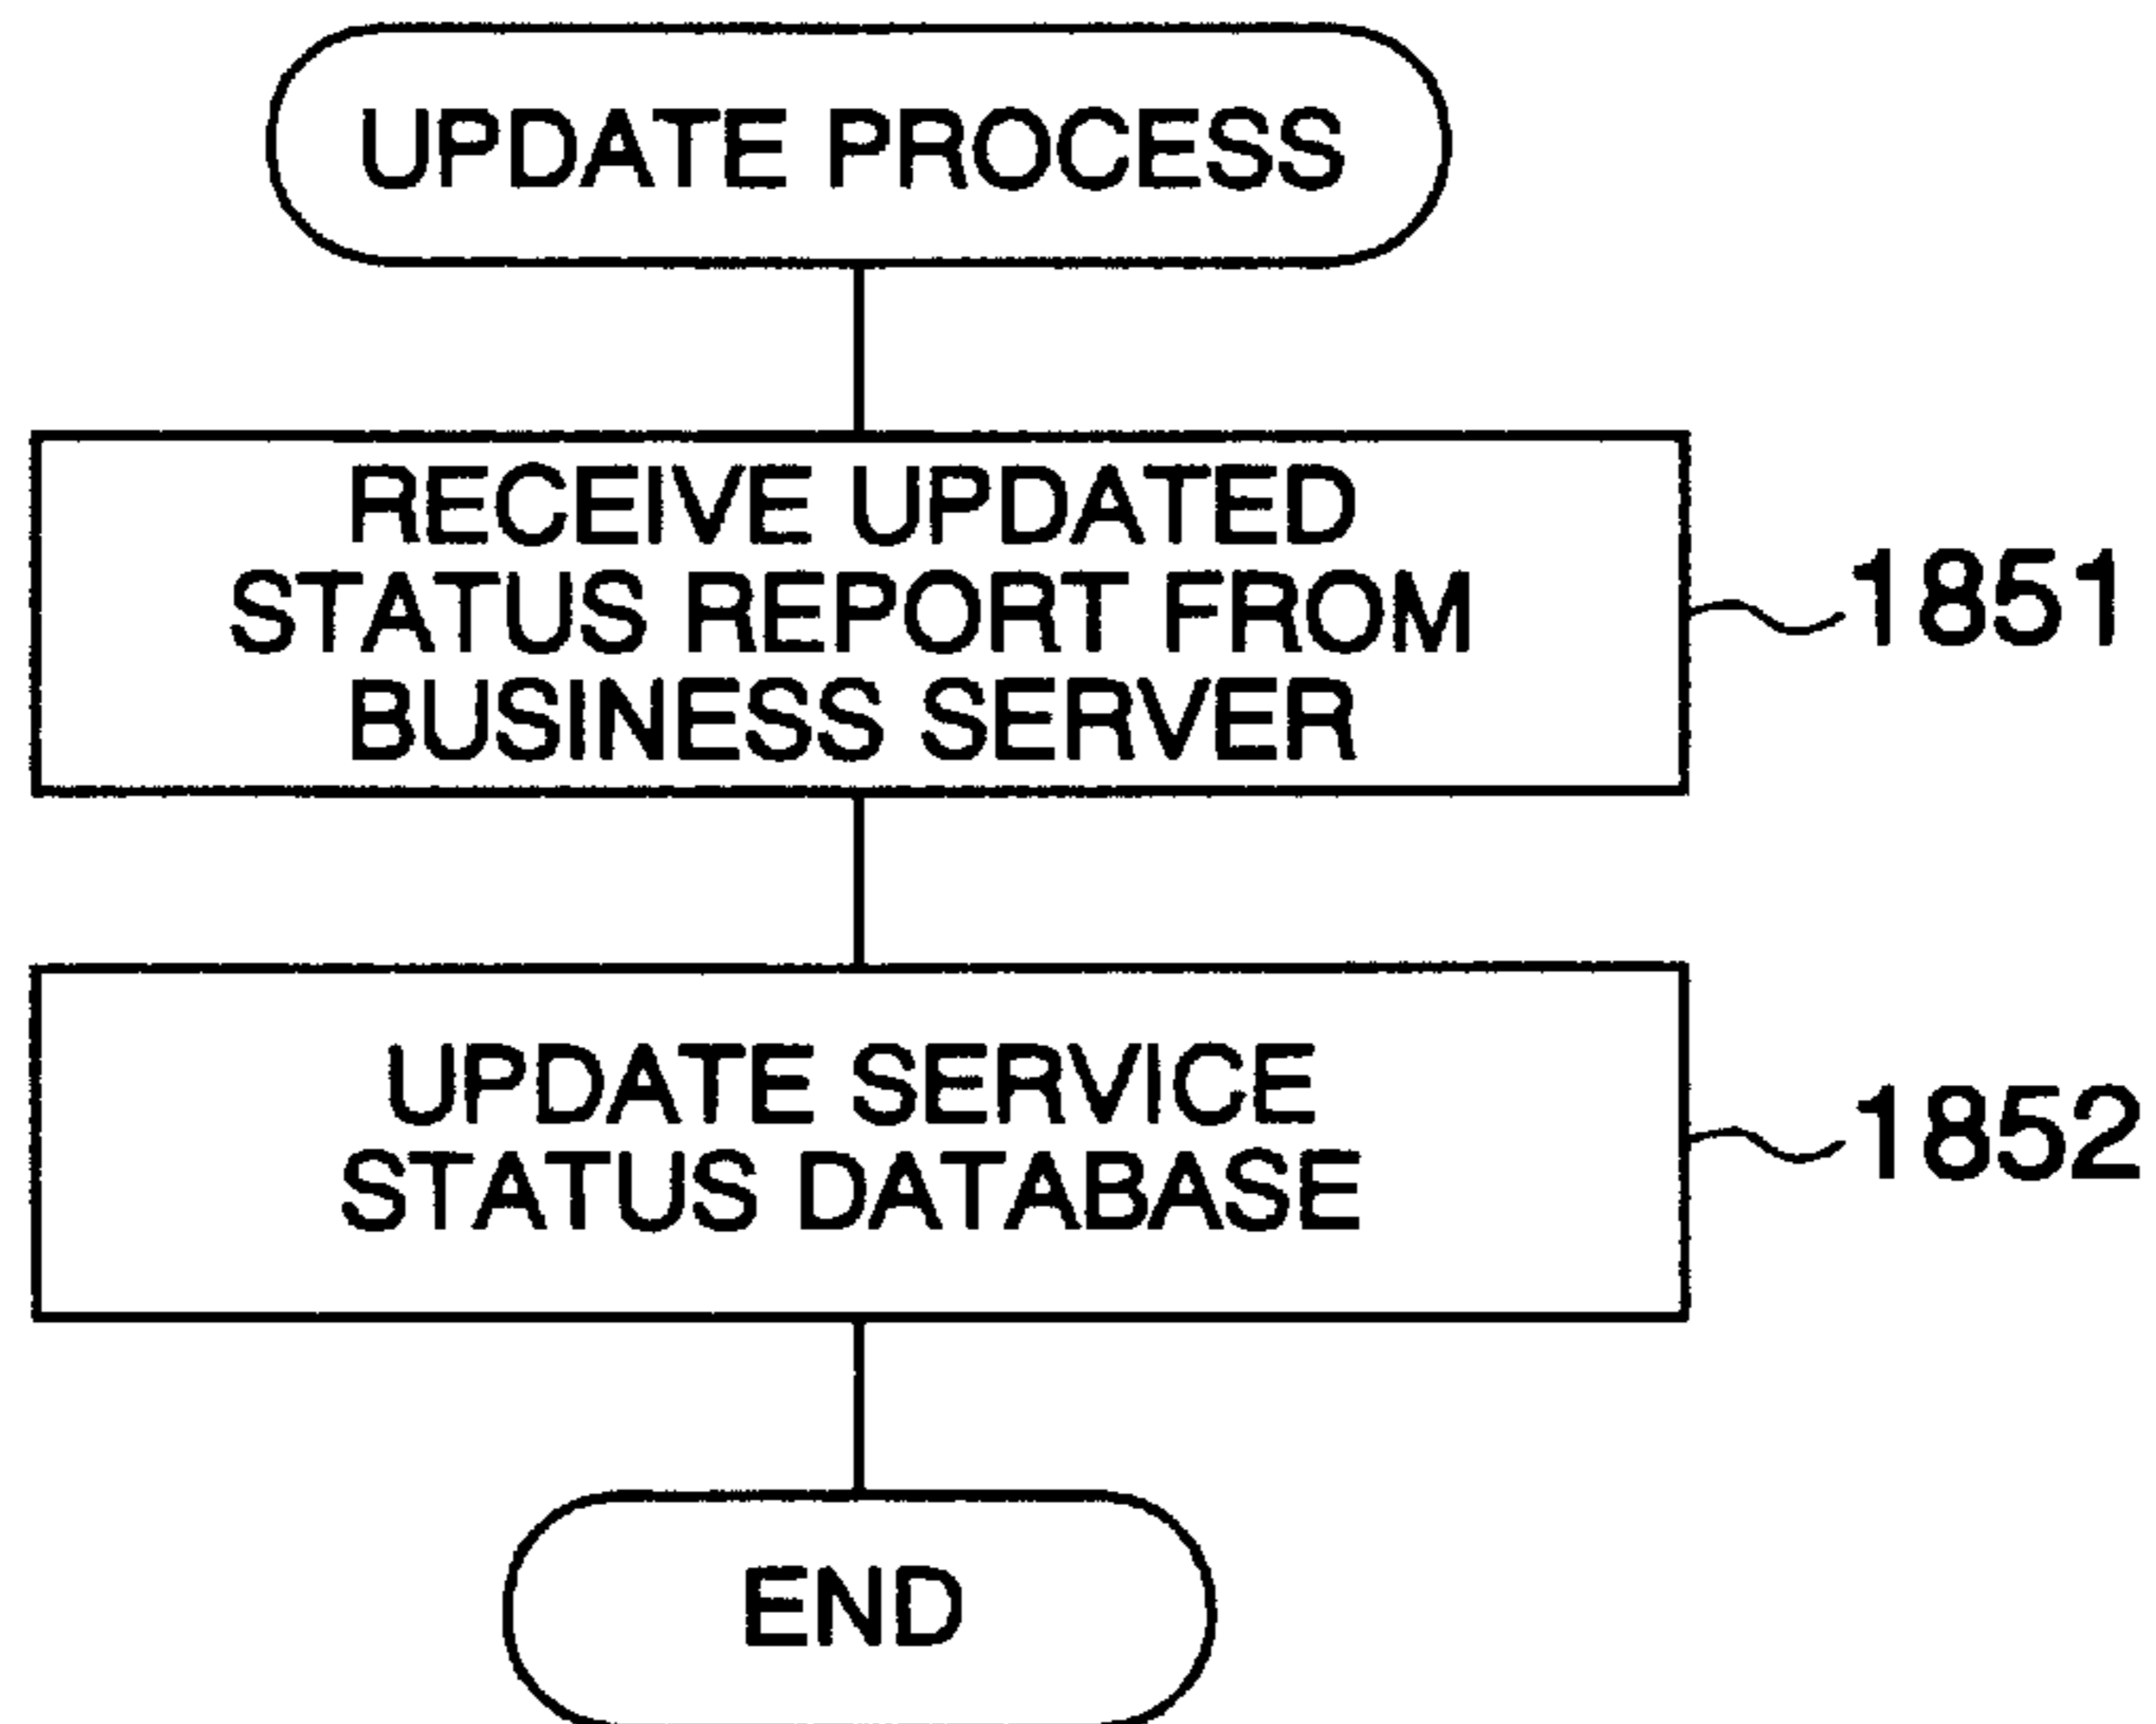 UPDATE PROCESS
RECEIVE UPDATED
STATUS REPORT FROM
BUSINESS SERVER
1851
UPDATE SERVICE
STATUS DATABASE
1852
END